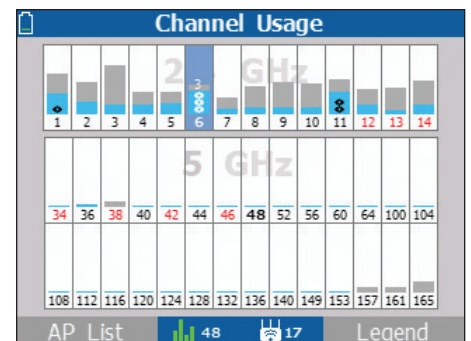 Channel Usage
2.4 GHz
3
1 2 3 4 5 6 7 8 9 10 11 12 13 14
5 GHz
34 36 38 40 42 44 46 48 52 56 60 64 100 104
108 112 116 120 124 128 132 136 140 149 153 157 161 165
AP List 48 17 Legend